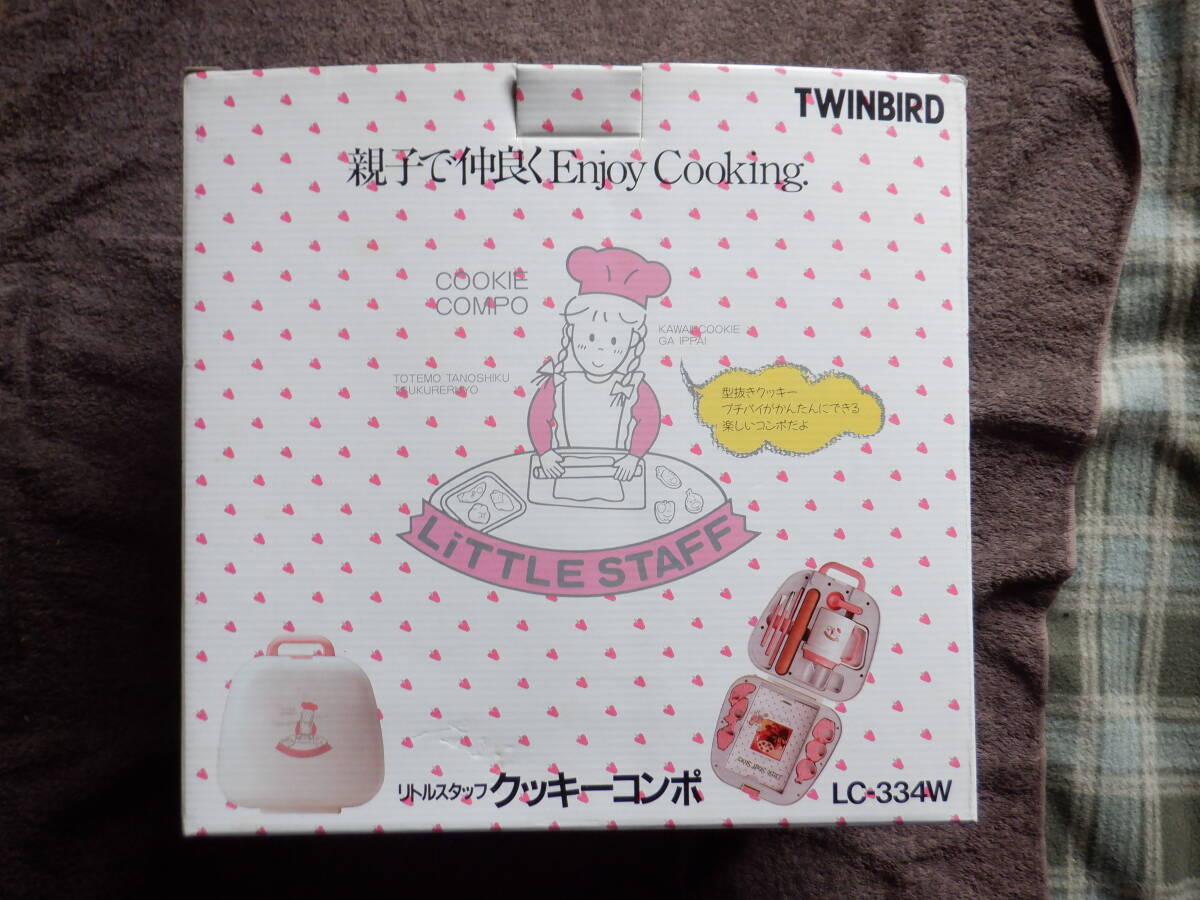 TWINBIRD
親子で仲良くEnjoy Cooking.
COOKIE
COMPO
KAWAII COOKIE
GA IPPAI
TOTEMO TANOSHIKU
TSUKURERUYO
型抜きクッキー
プチパイがかんたんにできる
楽しいコンポだよ
LiTTLE STAFF
リトルスタッフ クッキーコンポ
LC-334W